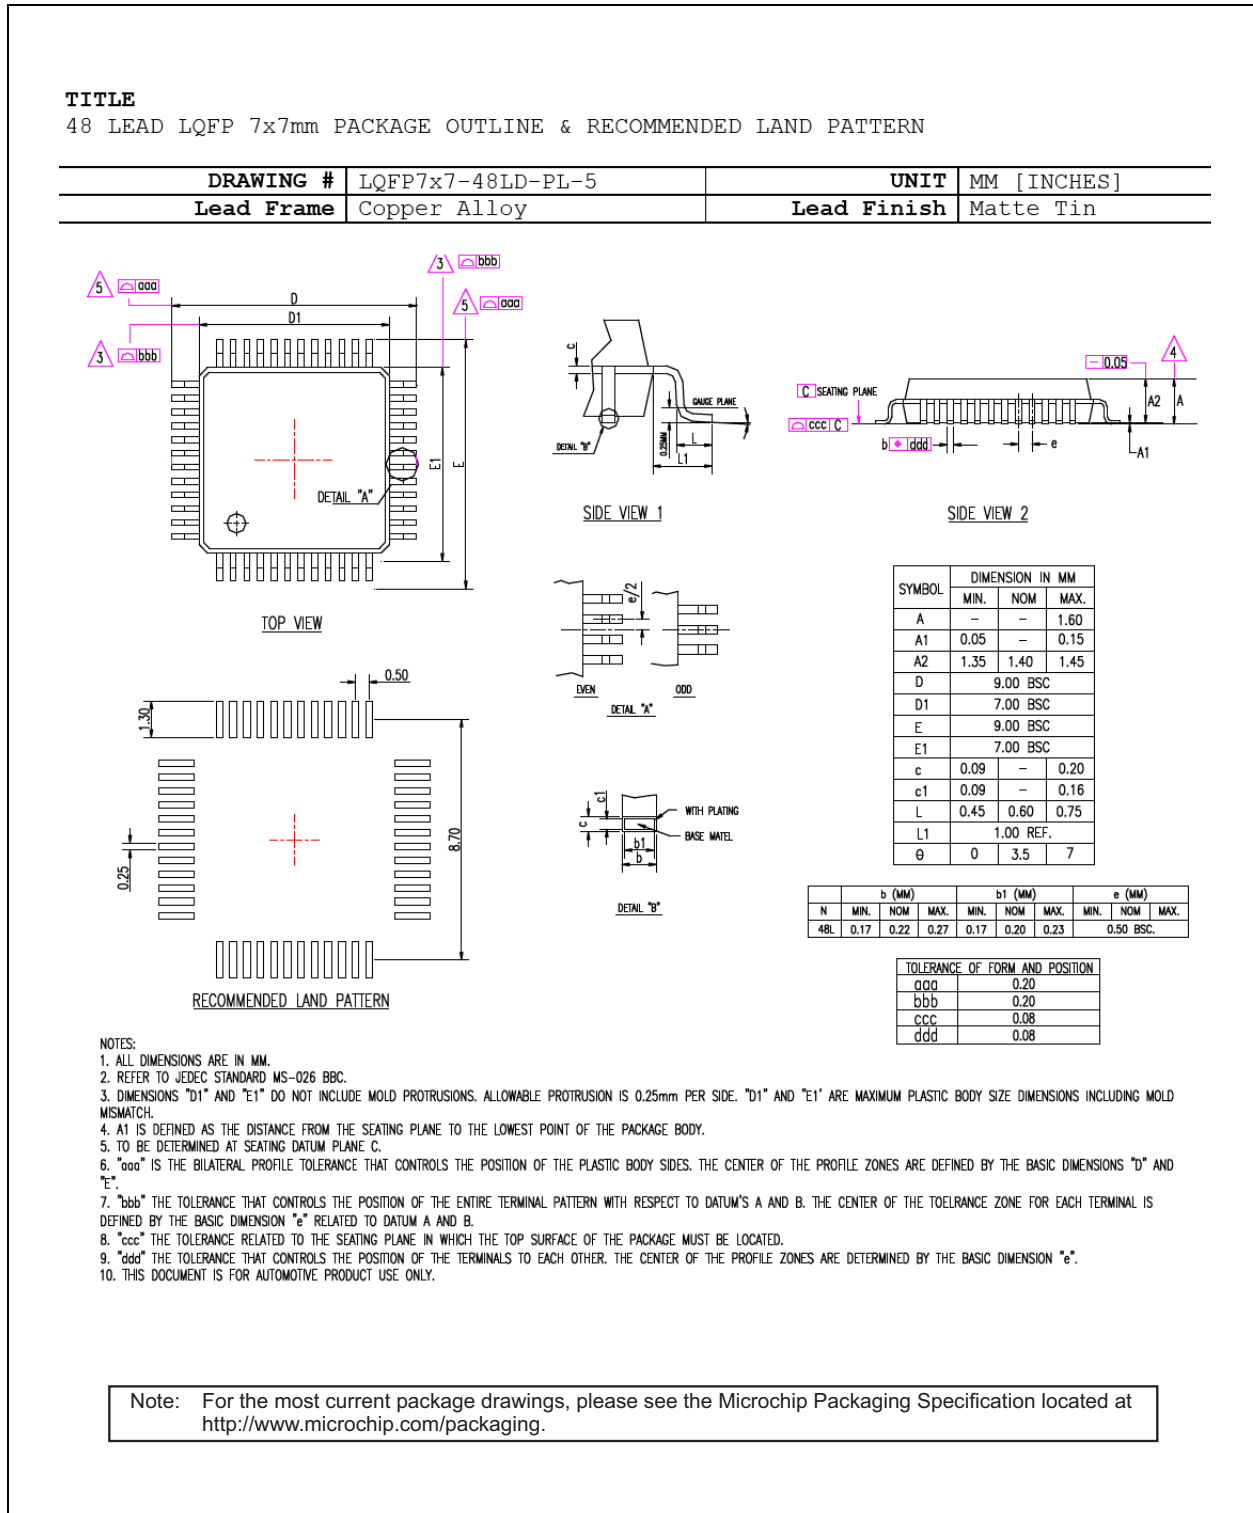 TITLE
48 LEAD LQFP 7x7mm PACKAGE OUTLINE & RECOMMENDED LAND PATTERN
DRAWING # LQFP7x7-48LD-PL-5 UNIT MM [INCHES]
Lead Frame Copper Alloy Lead Finish Matte Tin
3 bbb
5 aaa
D
5 aaa
D1
3 bbb
E1
E
DETAIL "A"
TOP VIEW
c
GAUGE PLANE
0.25MM
DETAIL "B"
L
L1
SIDE VIEW 1
4
0.05
C SEATING PLANE
A2
A
ccc C
b ddd
e
A1
SIDE VIEW 2
e/2
EVEN
ODD
DETAIL "A"
0.50
1.30
8.70
0.25
RECOMMENDED LAND PATTERN
c1
c
WITH PLATING
BASE MATEL
b1
b
DETAIL "B"
SYMBOL DIMENSION IN MM
MIN. NOM MAX.
A – – 1.60
A1 0.05 – 0.15
A2 1.35 1.40 1.45
D 9.00 BSC
D1 7.00 BSC
E 9.00 BSC
E1 7.00 BSC
c 0.09 – 0.20
c1 0.09 – 0.16
L 0.45 0.60 0.75
L1 1.00 REF.
θ 0 3.5 7
b (MM) b1 (MM) e (MM)
N MIN. NOM MAX. MIN. NOM MAX. MIN. NOM MAX.
48L 0.17 0.22 0.27 0.17 0.20 0.23 0.50 BSC.
TOLERANCE OF FORM AND POSITION
aaa 0.20
bbb 0.20
ccc 0.08
ddd 0.08
NOTES:
1. ALL DIMENSIONS ARE IN MM.
2. REFER TO JEDEC STANDARD MS-026 BBC.
3. DIMENSIONS "D1" AND "E1" DO NOT INCLUDE MOLD PROTRUSIONS. ALLOWABLE PROTRUSION IS 0.25mm PER SIDE. "D1" AND "E1' ARE MAXIMUM PLASTIC BODY SIZE DIMENSIONS INCLUDING MOLD
MISMATCH.
4. A1 IS DEFINED AS THE DISTANCE FROM THE SEATING PLANE TO THE LOWEST POINT OF THE PACKAGE BODY.
5. TO BE DETERMINED AT SEATING DATUM PLANE C.
6. "aaa" IS THE BILATERAL PROFILE TOLERANCE THAT CONTROLS THE POSITION OF THE PLASTIC BODY SIDES. THE CENTER OF THE PROFILE ZONES ARE DEFINED BY THE BASIC DIMENSIONS "D" AND
"E".
7. "bbb" THE TOLERANCE THAT CONTROLS THE POSITION OF THE ENTIRE TERMINAL PATTERN WITH RESPECT TO DATUM'S A AND B. THE CENTER OF THE TOELRANCE ZONE FOR EACH TERMINAL IS
DEFINED BY THE BASIC DIMENSION "e" RELATED TO DATUM A AND B.
8. "ccc" THE TOLERANCE RELATED TO THE SEATING PLANE IN WHICH THE TOP SURFACE OF THE PACKAGE MUST BE LOCATED.
9. "ddd" THE TOLERANCE THAT CONTROLS THE POSITION OF THE TERMINALS TO EACH OTHER. THE CENTER OF THE PROFILE ZONES ARE DETERMINED BY THE BASIC DIMENSION "e".
10. THIS DOCUMENT IS FOR AUTOMOTIVE PRODUCT USE ONLY.
Note: For the most current package drawings, please see the Microchip Packaging Specification located at
http://www.microchip.com/packaging.